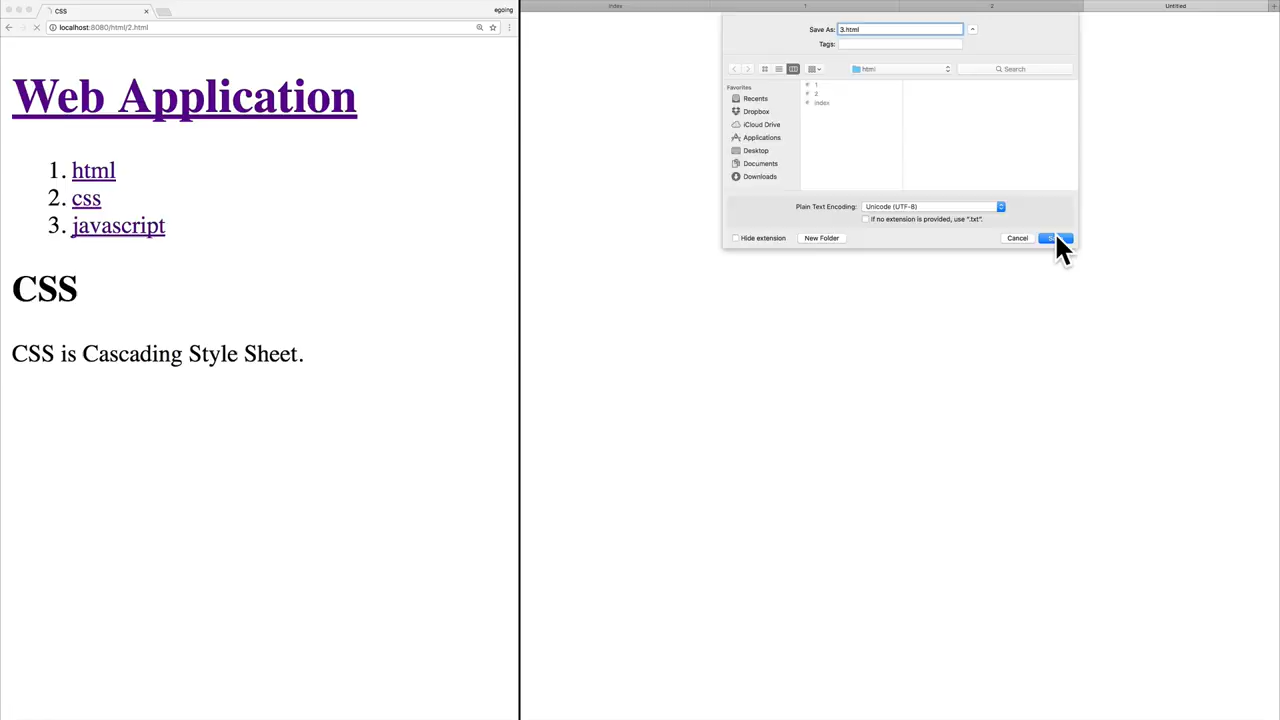 CSS
egoing
localhost:8080/html/2.html
Web Application
1. html
2. css
3. javascript
CSS
CSS is Cascading Style Sheet.
index
1
2
Untitled
Save As: 3.html
Tags:
html
Search
Favorites
Recents
Dropbox
iCloud Drive
Applications
Desktop
Documents
Downloads
1
2
index
Plain Text Encoding: Unicode (UTF-8)
If no extension is provided, use ".txt".
Hide extension
New Folder
Cancel